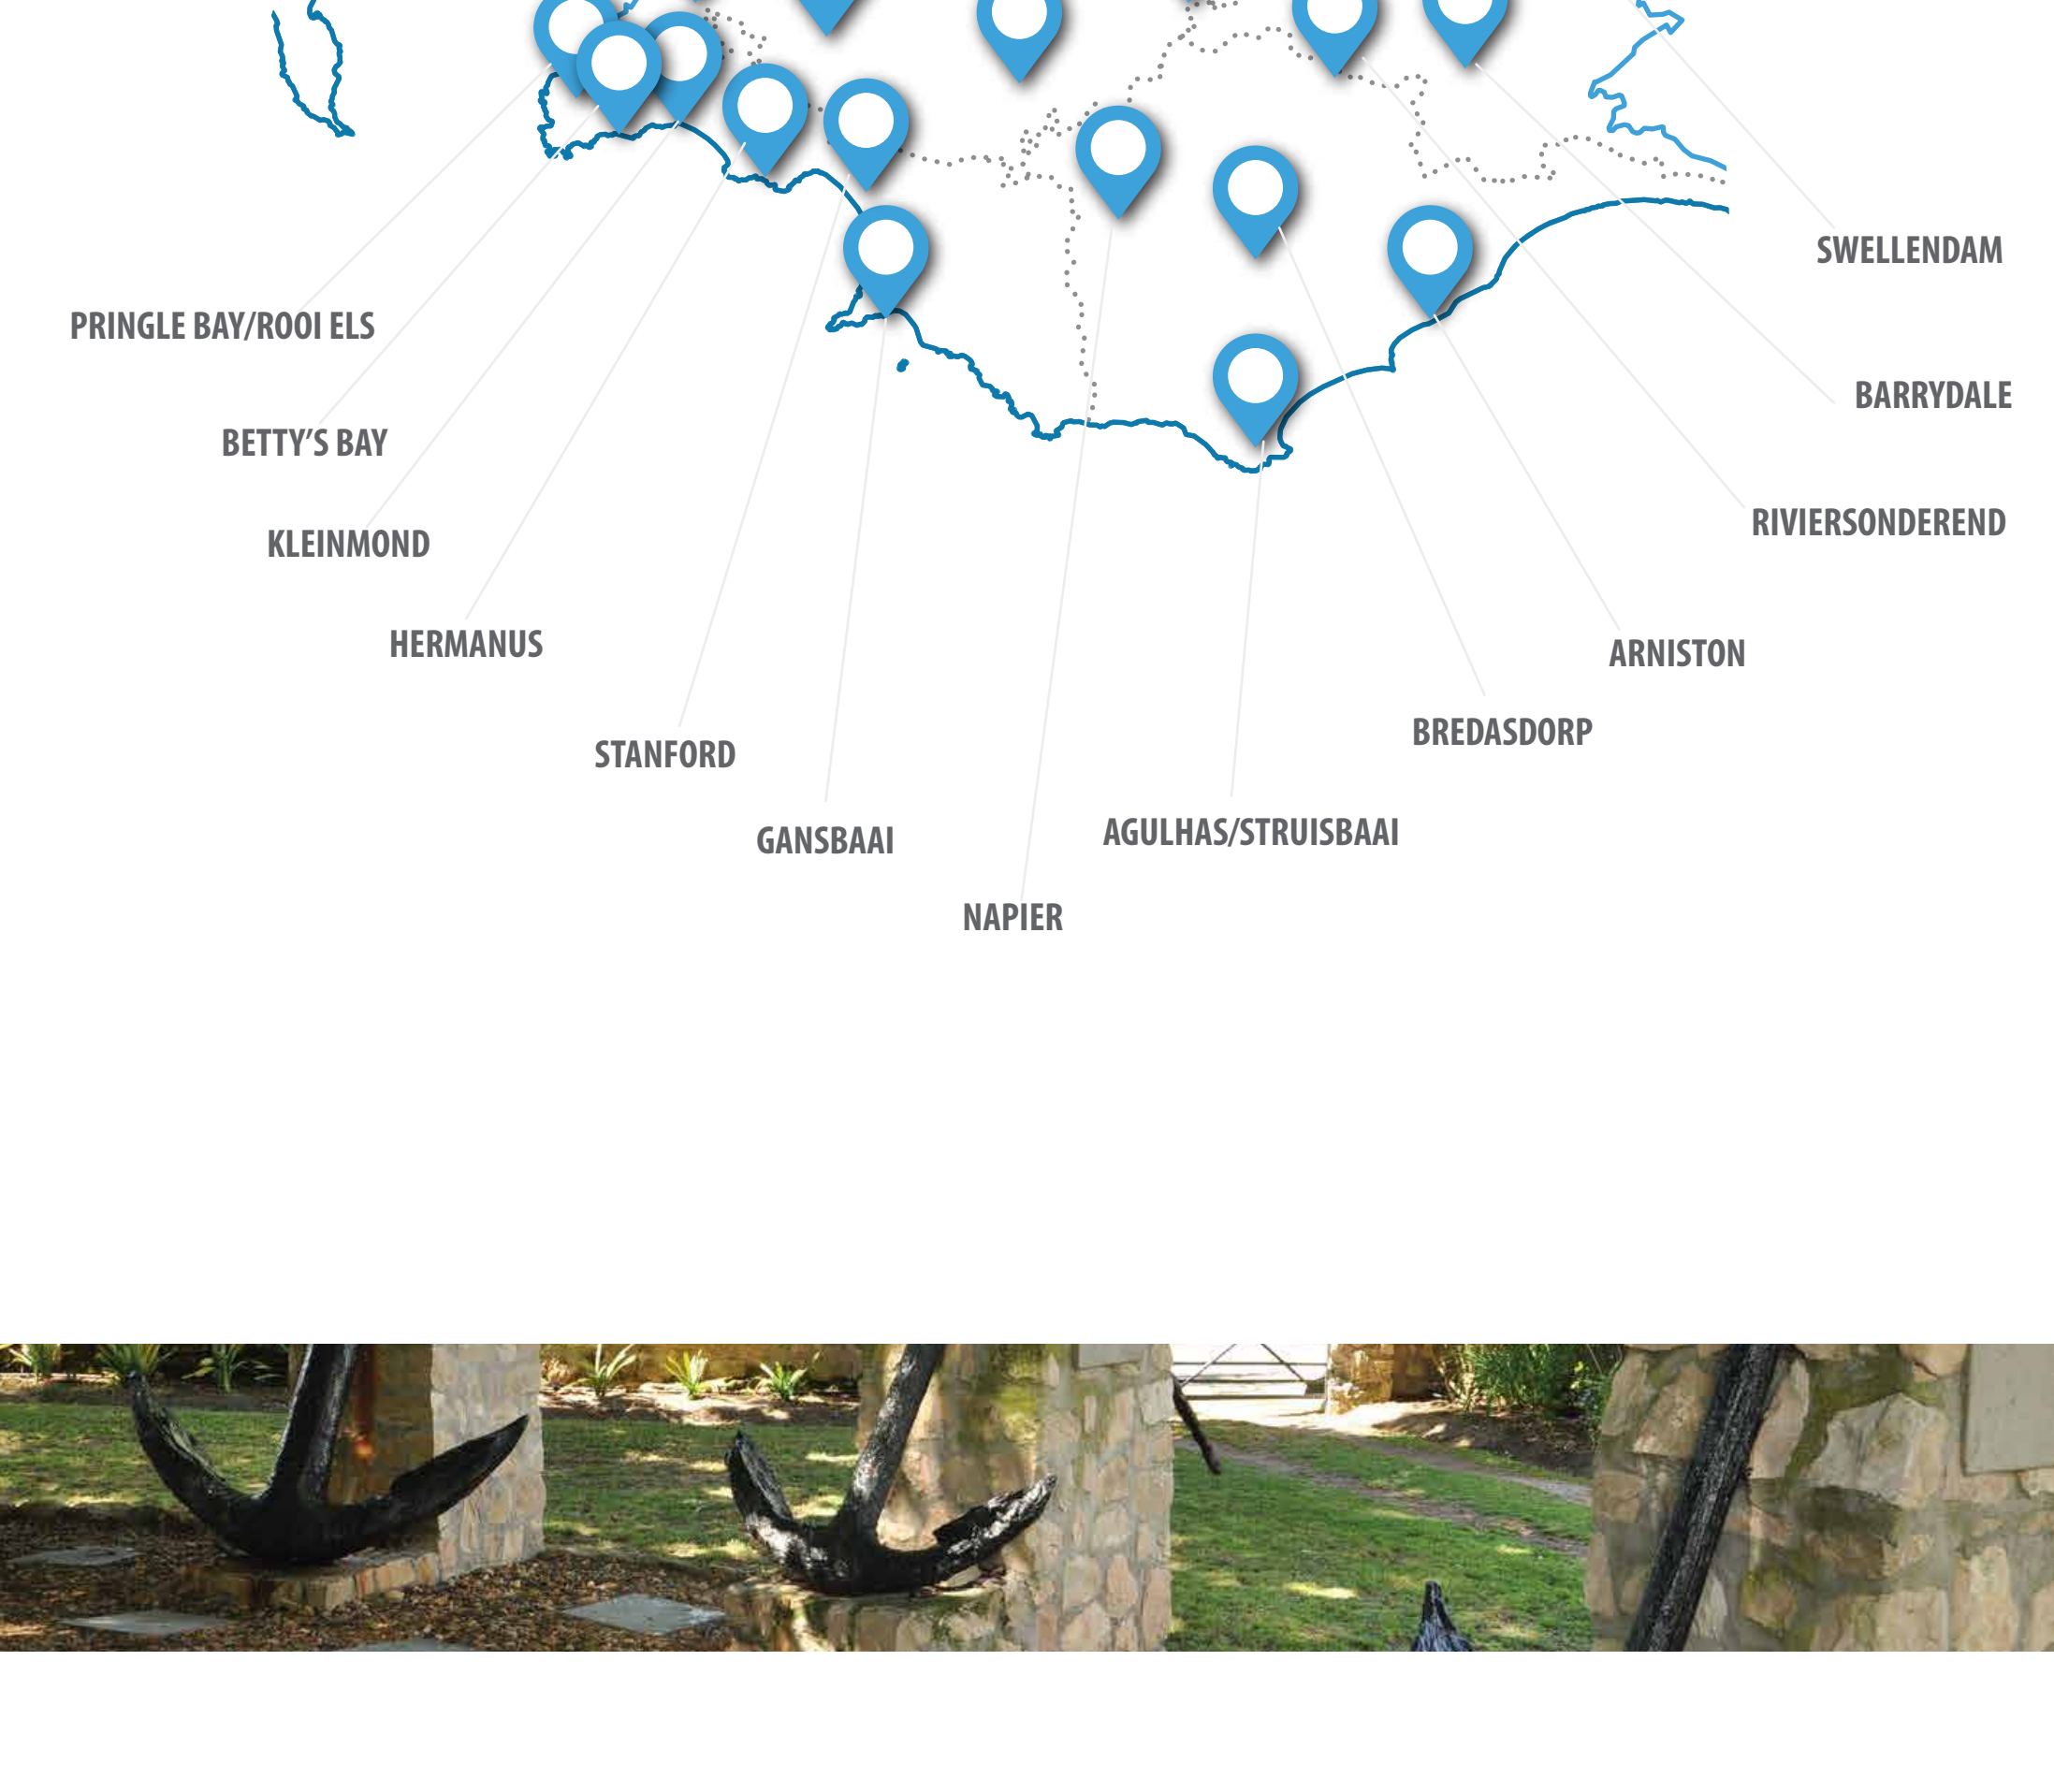 SWELLENDAM
PRINGLE BAY/ROOI ELS
BARRYDALE
BETTY’S BAY
RIVIERSONDEREND
KLEINMOND
HERMANUS
ARNISTON
BREDASDORP
STANFORD
AGULHAS/STRUISBAAI
GANSBAAI
NAPIER